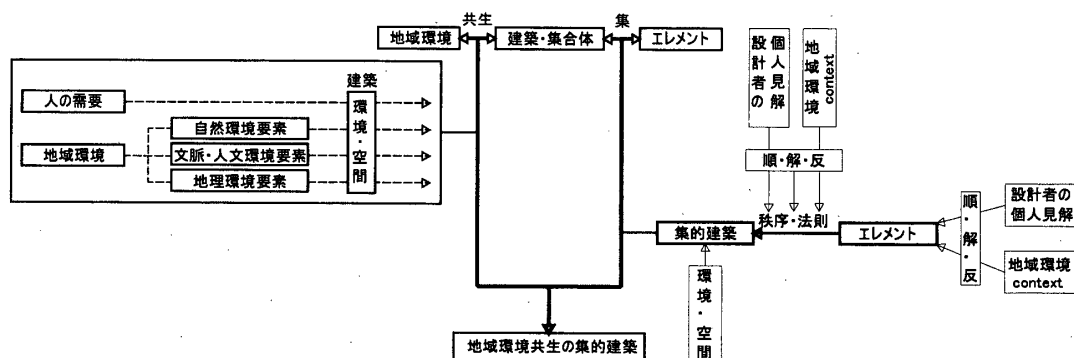 共生
集
地域環境
建築・集合体
エレメント
建築
人の需要
環境・空間
自然環境要素
地域環境
文脈・人文環境要素
地理環境要素
設計者の
個人見解
地域環境
context
順・解・反
秩序・法則
集的建築
エレメント
順・解・反
設計者の
個人見解
地域環境
context
環境・空間
地域環境共生の集的建築